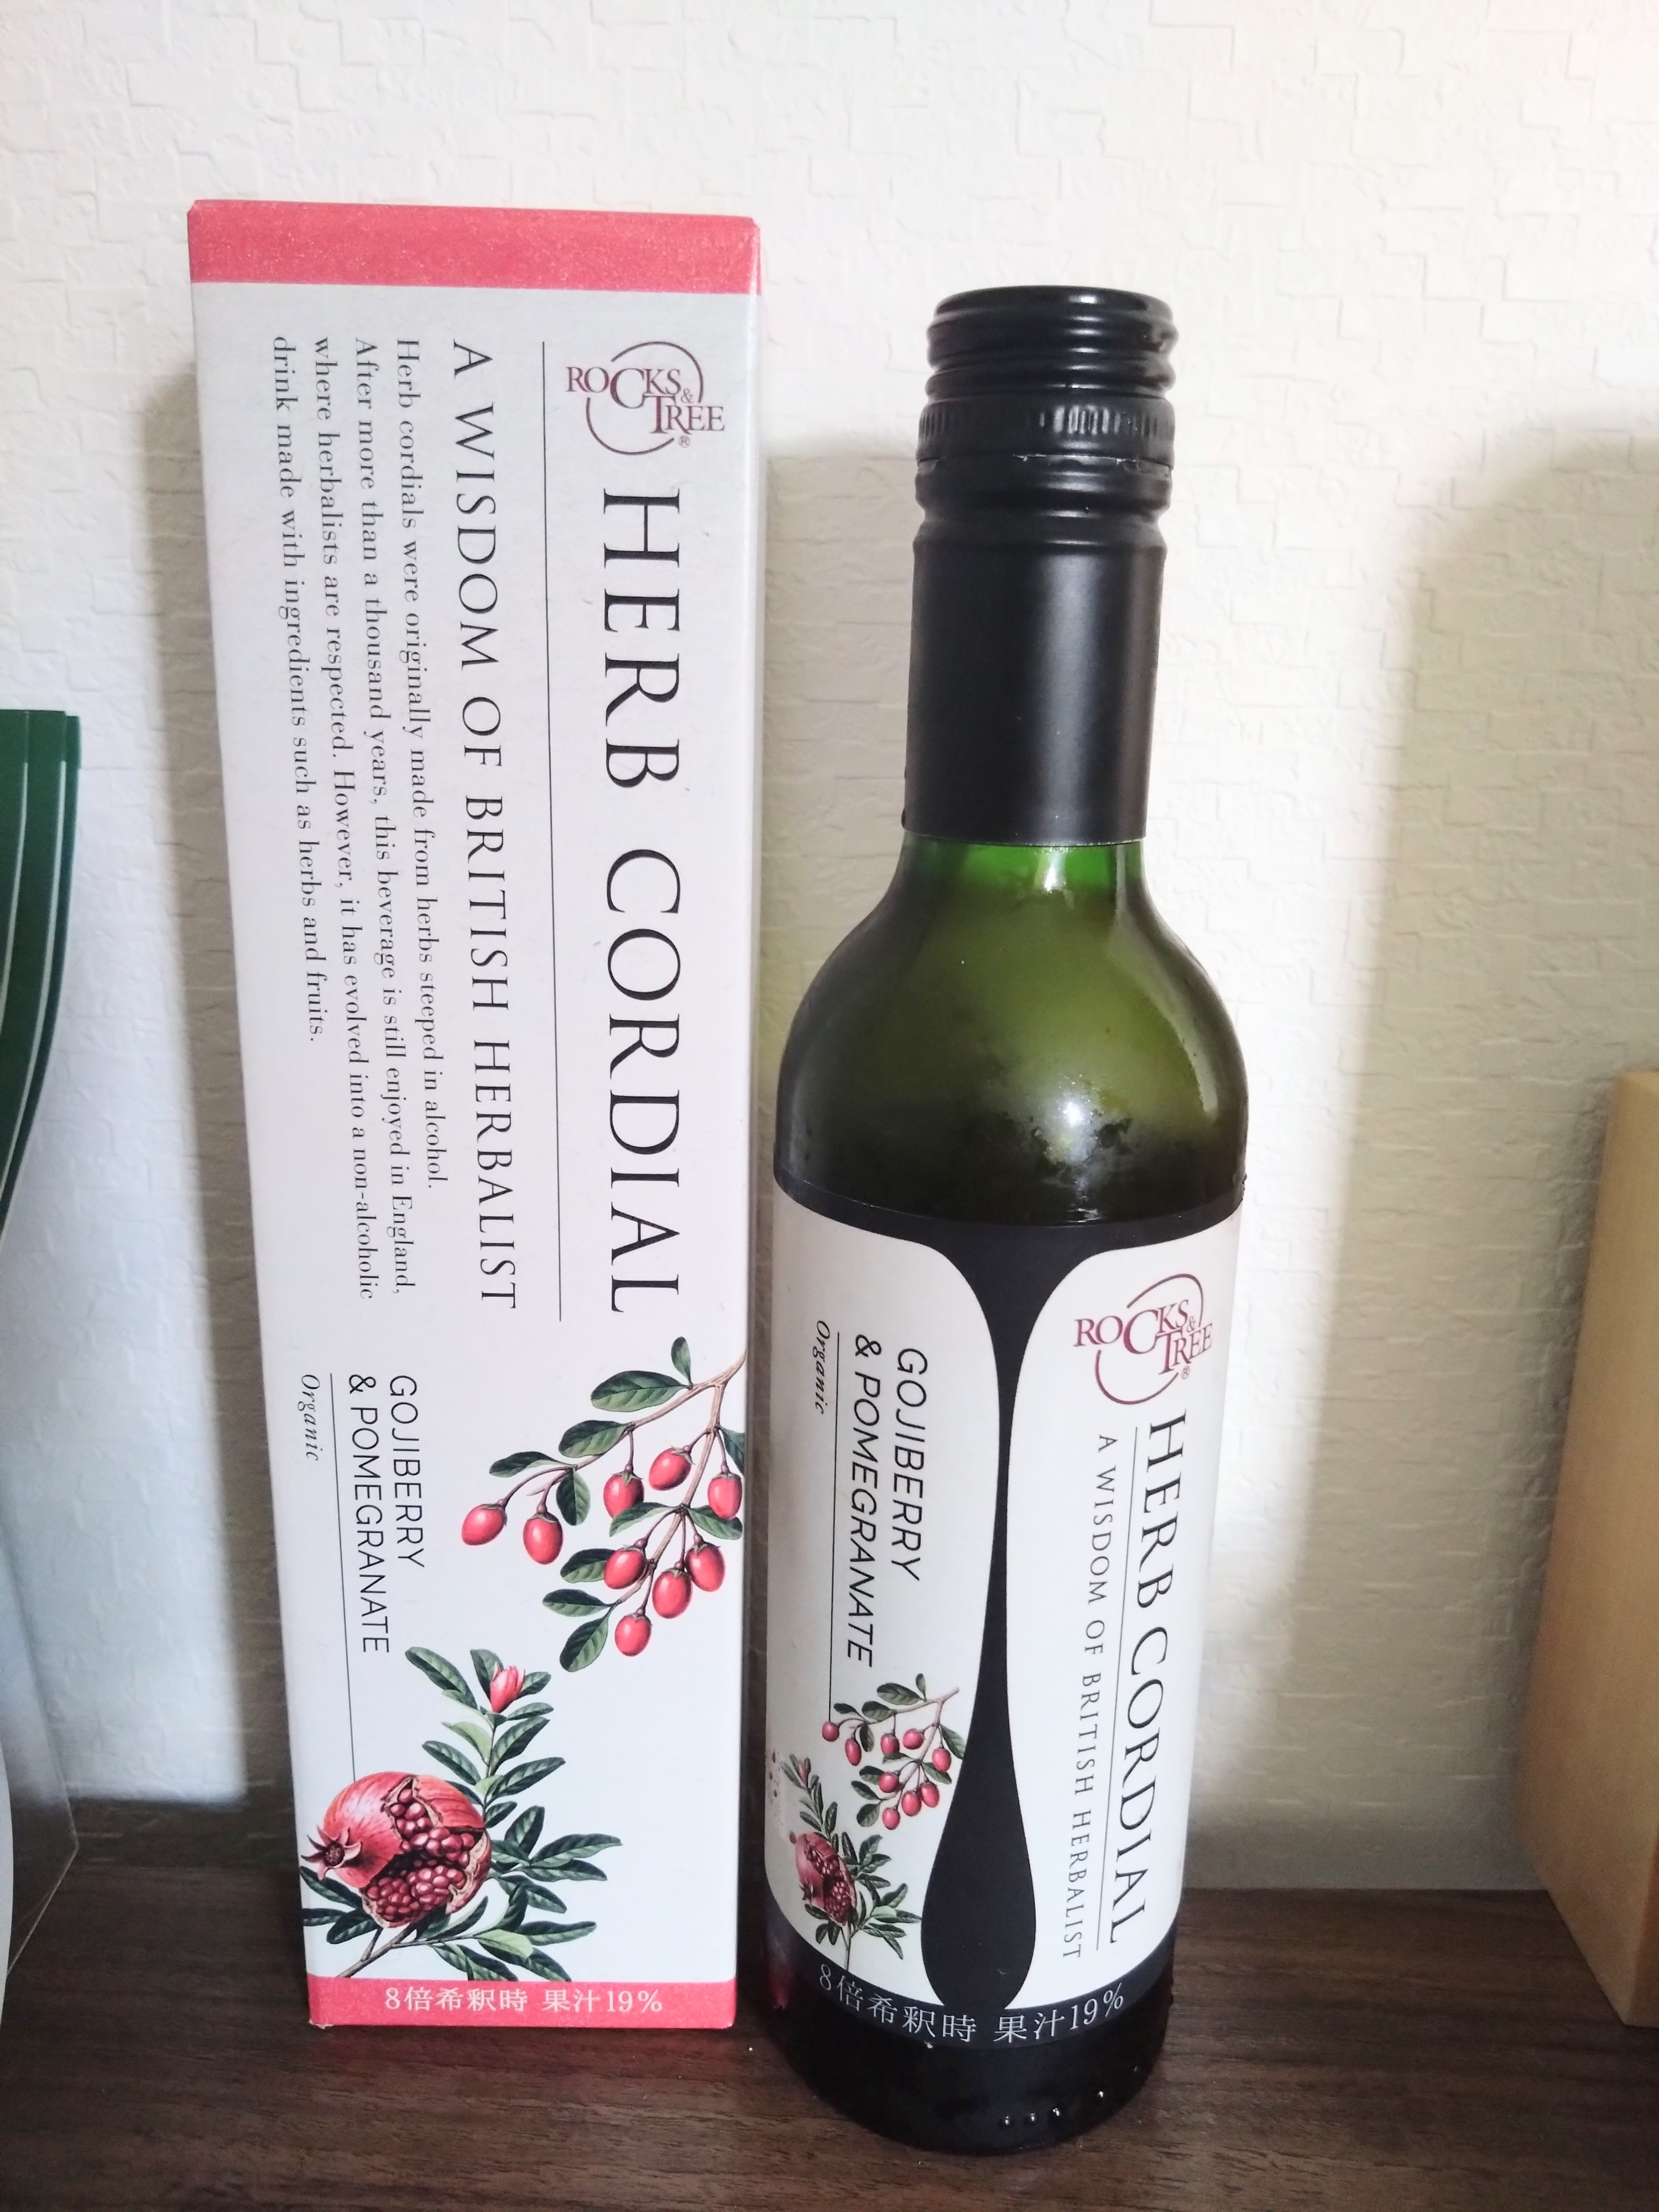 ROCKS
& TREE®
HERB CORDIAL
A WISDOM OF BRITISH HERBALIST
Herb cordials were originally made from herbs steeped in alcohol.
After more than a thousand years, this beverage is still enjoyed in England,
where herbalists are respected. However, it has evolved into a non-alcoholic
drink made with ingredients such as herbs and fruits.
GOJIBERRY
& POMEGRANATE
Organic
8倍希釈時 果汁19%
ROCKS
& TREE®
HERB CORDIAL
A WISDOM OF BRITISH HERBALIST
GOJIBERRY
& POMEGRANATE
Organic
8倍希釈時 果汁19%